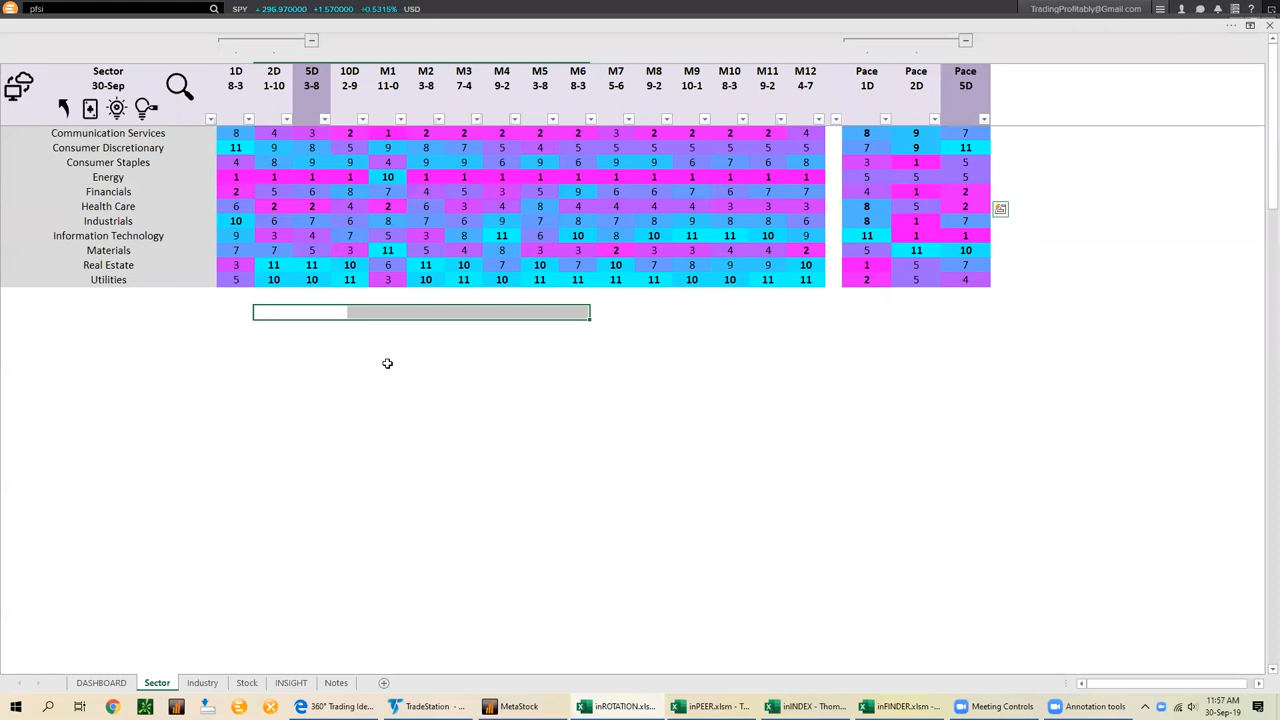 pfsi SPY + 296.970000 +1.570000 +0.5315% USD TradingProfitably@Gmail.com
Sector 1D 2D 5D 10D M1 M2 M3 M4 M5 M6 M7 M8 M9 M10 M11 M12 Pace Pace Pace
30-Sep 8-3 1-10 3-8 2-9 11-0 3-8 7-4 9-2 3-8 8-3 5-6 9-2 10-1 8-3 9-2 4-7 1D 2D 5D
Communication Services 8 4 3 2 1 2 2 2 2 2 3 2 2 2 2 4 8 9 7
Consumer Discretionary 11 9 8 5 9 8 7 5 4 5 5 5 5 5 5 5 7 9 11
Consumer Staples 4 8 9 9 4 9 9 6 9 6 9 9 6 7 6 8 3 1 5
Energy 1 1 1 1 10 1 1 1 1 1 1 1 1 1 1 1 5 5 5
Financials 2 5 6 8 7 4 5 3 5 9 6 6 7 6 7 7 4 1 2
Health Care 6 2 2 4 2 6 3 4 8 4 4 4 4 3 3 3 8 5 2
Industrials 10 6 7 6 8 7 6 9 7 8 7 8 9 8 8 6 8 1 7
Information Technology 9 3 4 7 5 3 8 11 6 10 8 10 11 11 10 9 11 1 1
Materials 7 7 5 3 11 5 4 8 3 3 2 3 3 4 4 2 5 11 10
Real Estate 3 11 11 10 6 11 10 7 10 7 10 7 8 9 9 10 1 5 7
Utilities 5 10 10 11 3 10 11 10 11 11 11 11 10 10 11 11 2 5 4
DASHBOARD Sector Industry Stock INSIGHT Notes
360° Trading Ide... TradeStation - ... MetaStock inROTATION.xls... inPEER.xlsm - T... inINDEX - Thom... inFINDER.xlsm -... Meeting Controls Annotation tools 11:57 AM
30-Sep-19